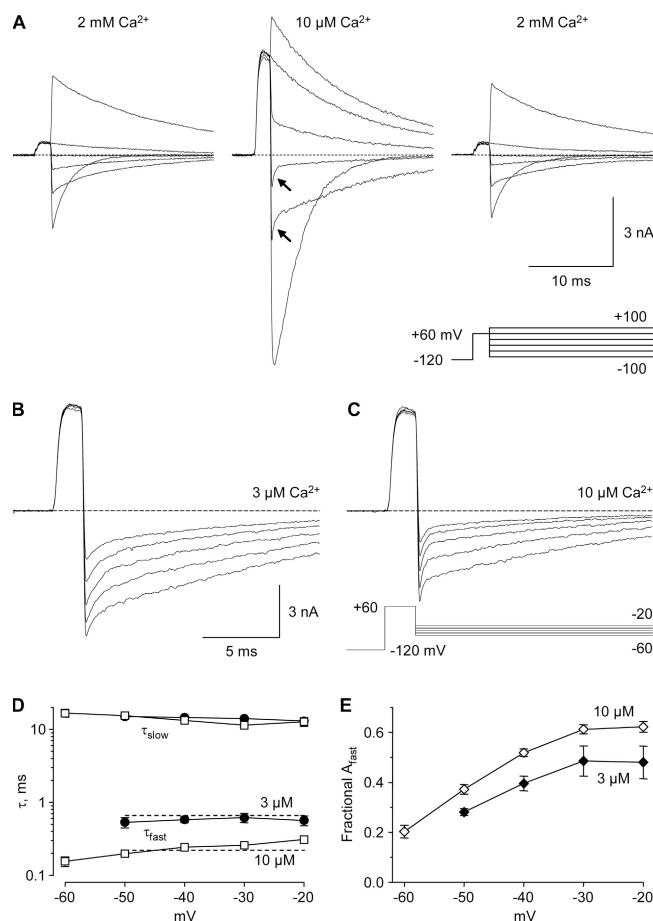 A
2 mM Ca²⁺
10 µM Ca²⁺
2 mM Ca²⁺
3 nA
10 ms
+100
+60 mV
-120
-100
B
C
3 µM Ca²⁺
10 µM Ca²⁺
3 nA
5 ms
+60
-20
-120 mV
-60
D
E
τ, ms
10
1
0.1
τslow
3 µM
τfast
10 µM
-60 -50 -40 -30 -20
mV
Fractional Afast
0.6
0.4
0.2
0.0
10 µM
3 µM
-60 -50 -40 -30 -20
mV